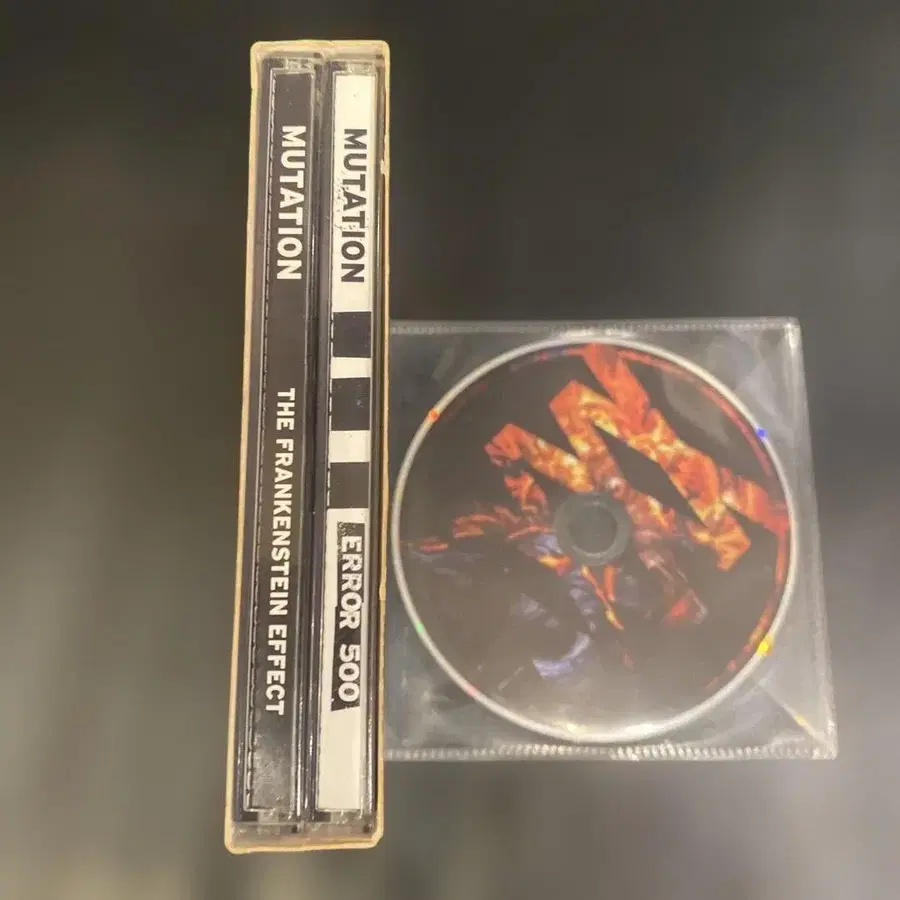 MUTATION THE FRANKENSTEIN EFFECT
MUTATION ERROR 500